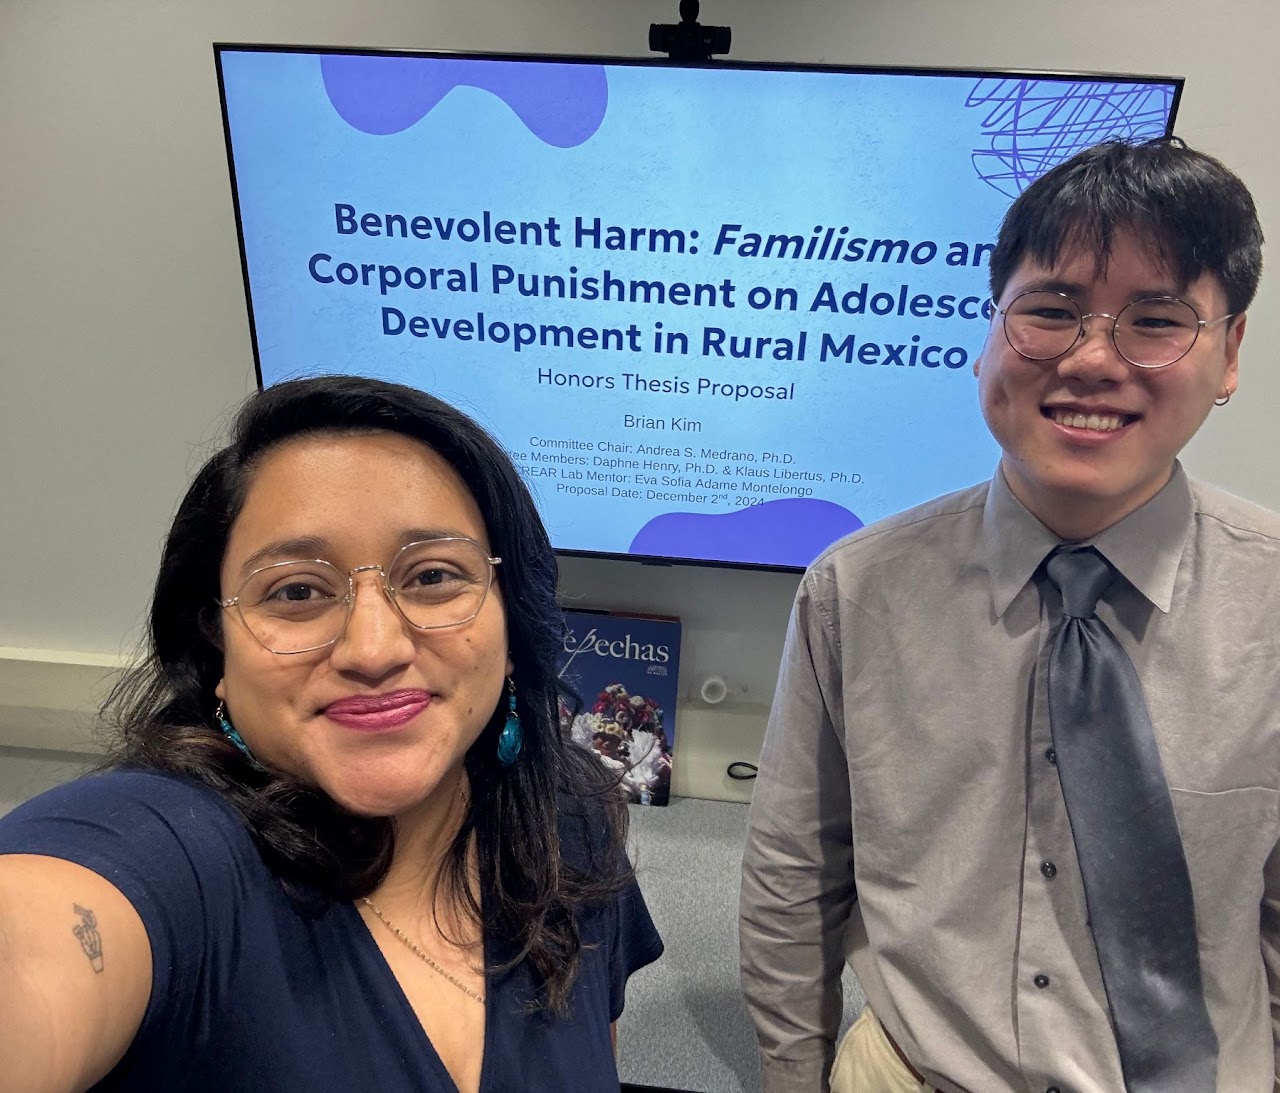 Benevolent Harm: Familismo an
Corporal Punishment on Adolesce
Development in Rural Mexico
Honors Thesis Proposal
Brian Kim
Committee Chair: Andrea S. Medrano, Ph.D.
tee Members: Daphne Henry, Ph.D. & Klaus Libertus, Ph.D.
REAR Lab Mentor: Eva Sofia Adame Montelongo
Proposal Date: December 2nd, 2024
épechas